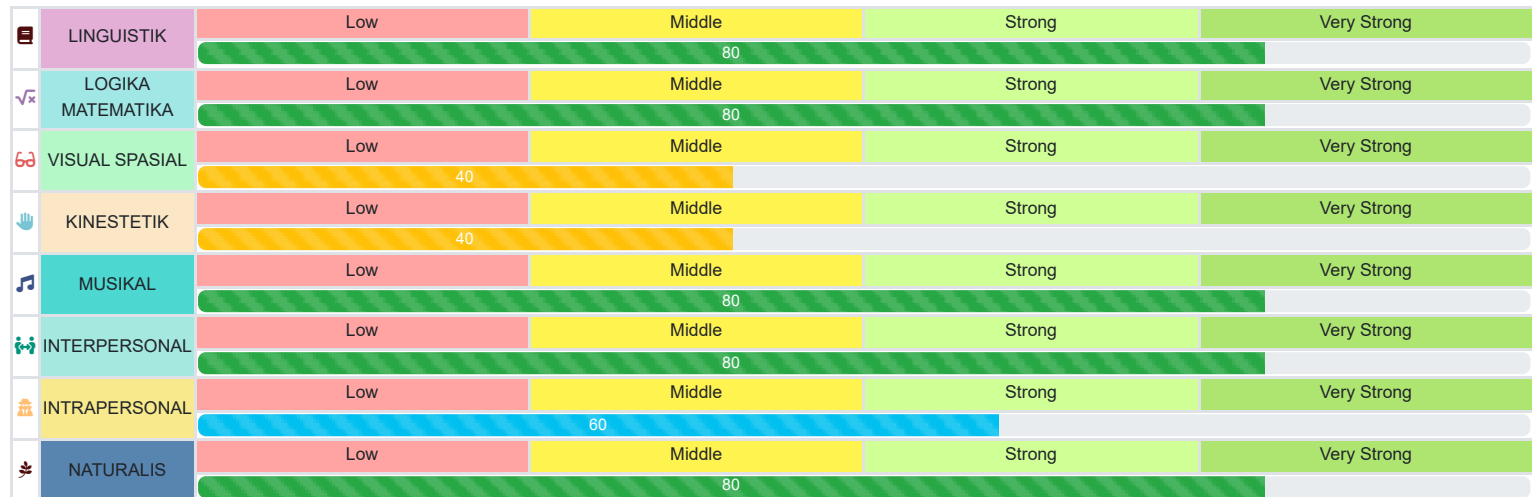 LINGUISTIK
Low Middle Strong Very Strong
80
LOGIKA
MATEMATIKA
Low Middle Strong Very Strong
80
VISUAL SPASIAL
Low Middle Strong Very Strong
40
KINESTETIK
Low Middle Strong Very Strong
40
MUSIKAL
Low Middle Strong Very Strong
80
INTERPERSONAL
Low Middle Strong Very Strong
80
INTRAPERSONAL
Low Middle Strong Very Strong
60
NATURALIS
Low Middle Strong Very Strong
80